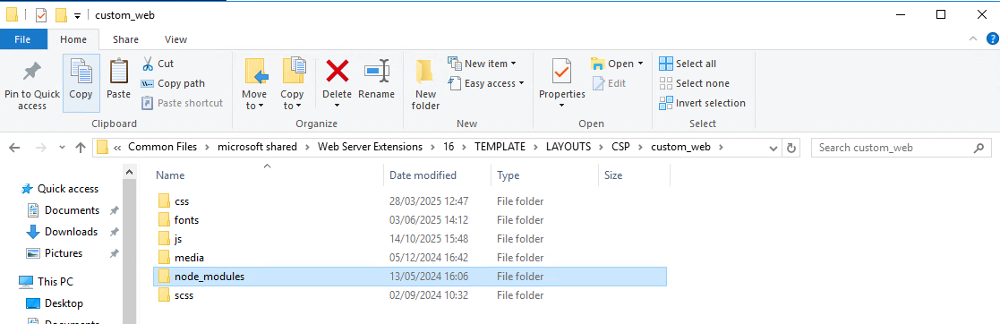 custom_web
File Home Share View
Pin to Quick access
Copy
Paste
Cut
Copy path
Paste shortcut
Clipboard
Move to
Copy to
Delete
Rename
Organize
New folder
New item
Easy access
New
Properties
Open
Edit
Open
Select all
Select none
Invert selection
Select
« Common Files > microsoft shared > Web Server Extensions > 16 > TEMPLATE > LAYOUTS > CSP > custom_web >
Search custom_web
Quick access
Documents
Downloads
Pictures
This PC
Desktop
Documents
Name Date modified Type Size
css 28/03/2025 12:47 File folder
fonts 03/06/2025 14:12 File folder
js 14/10/2025 15:48 File folder
media 05/12/2024 16:42 File folder
node_modules 13/05/2024 16:06 File folder
scss 02/09/2024 10:32 File folder